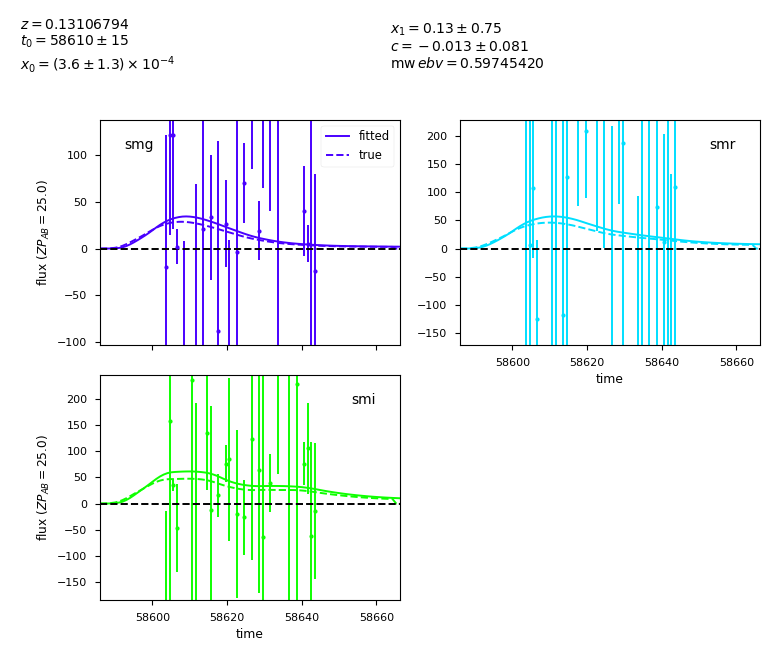 z = 0.13106794
t₀ = 58610 ± 15
x₀ = (3.6 ± 1.3) × 10⁻⁴
x₁ = 0.13 ± 0.75
c = −0.013 ± 0.081
mw ebv = 0.59745420
smg
fitted
true
100
50
0
−50
−100
flux (ZP_AB = 25.0)
smr
200
150
100
50
0
−50
−100
−150
58600 58620 58640 58660
time
smi
200
150
100
50
0
−50
−100
−150
flux (ZP_AB = 25.0)
58600 58620 58640 58660
time